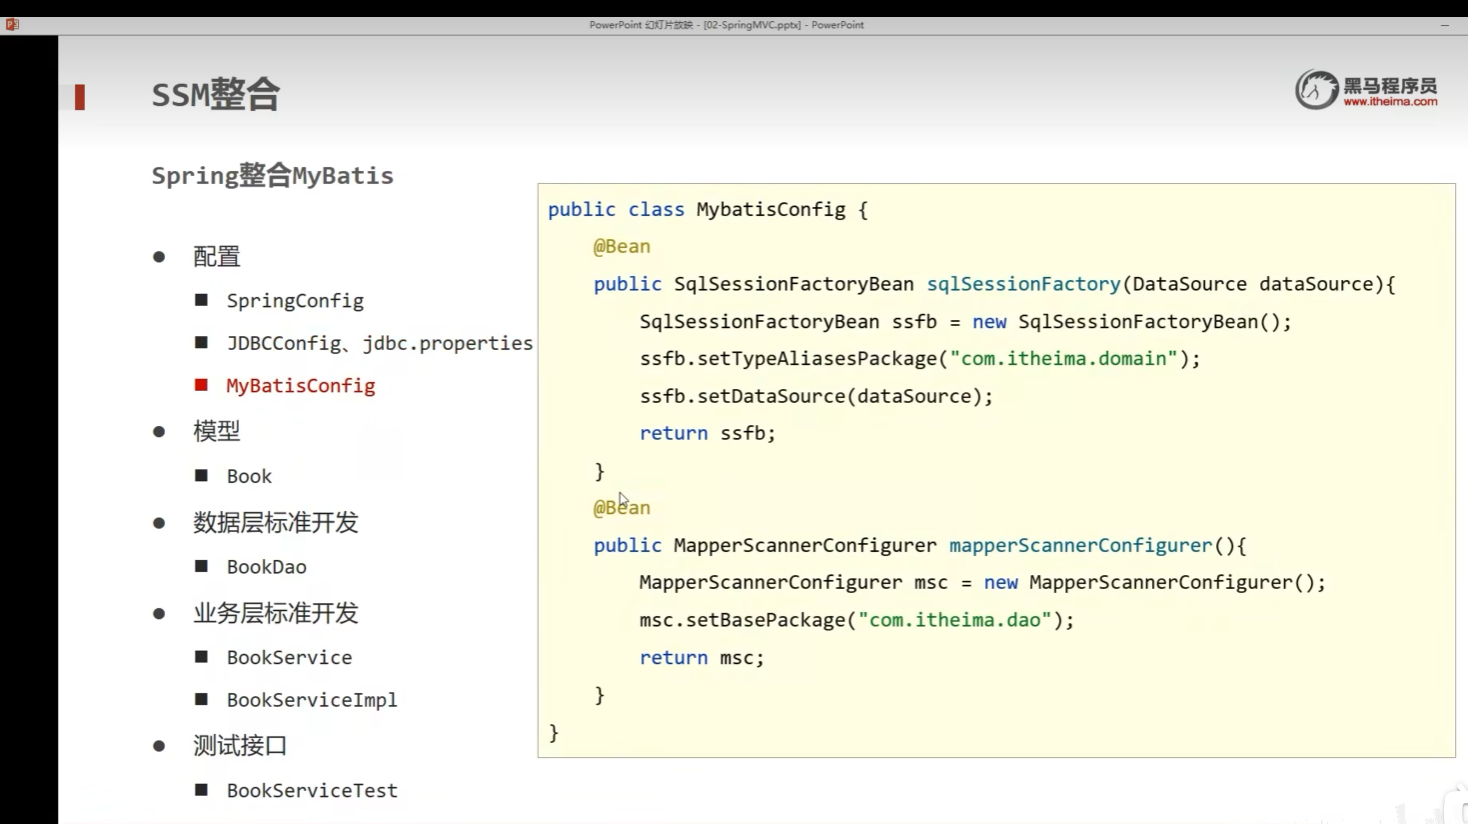 PowerPoint 幻灯片放映 - [02-SpringMVC.pptx] - PowerPoint
SSM整合
黑马程序员
www.itheima.com
Spring整合MyBatis
● 配置
■ SpringConfig
■ JDBCConfig、jdbc.properties
■ MyBatisConfig
● 模型
■ Book
● 数据层标准开发
■ BookDao
● 业务层标准开发
■ BookService
■ BookServiceImpl
● 测试接口
■ BookServiceTest
public class MybatisConfig {
@Bean
public SqlSessionFactoryBean sqlSessionFactory(DataSource dataSource){
SqlSessionFactoryBean ssfb = new SqlSessionFactoryBean();
ssfb.setTypeAliasesPackage("com.itheima.domain");
ssfb.setDataSource(dataSource);
return ssfb;
}
@Bean
public MapperScannerConfigurer mapperScannerConfigurer(){
MapperScannerConfigurer msc = new MapperScannerConfigurer();
msc.setBasePackage("com.itheima.dao");
return msc;
}
}